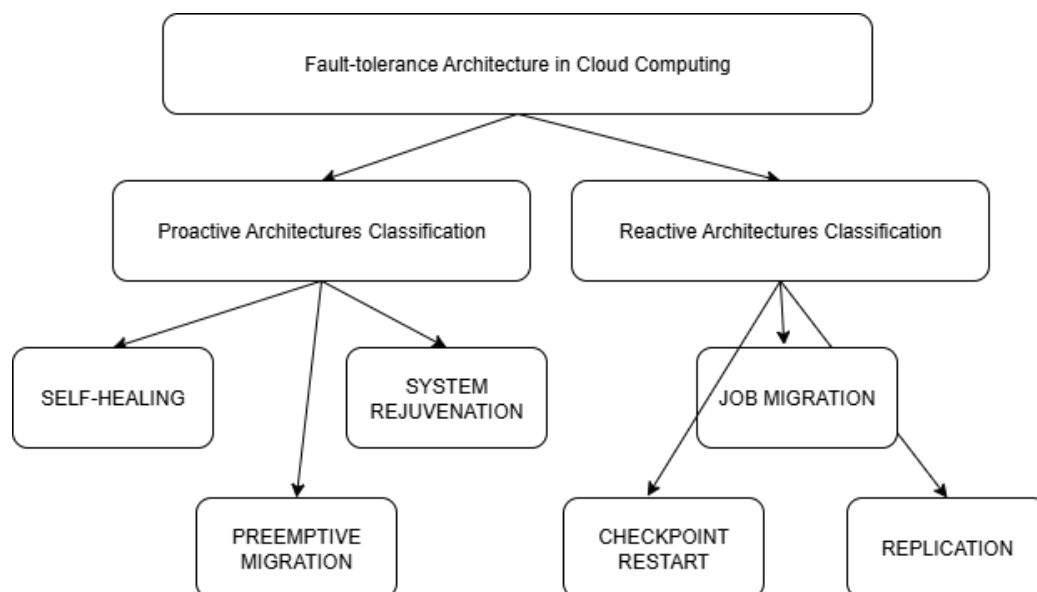 Fault-tolerance Architecture in Cloud Computing
Proactive Architectures Classification
Reactive Architectures Classification
SELF-HEALING
SYSTEM
REJUVENATION
JOB MIGRATION
PREEMPTIVE
MIGRATION
CHECKPOINT
RESTART
REPLICATION